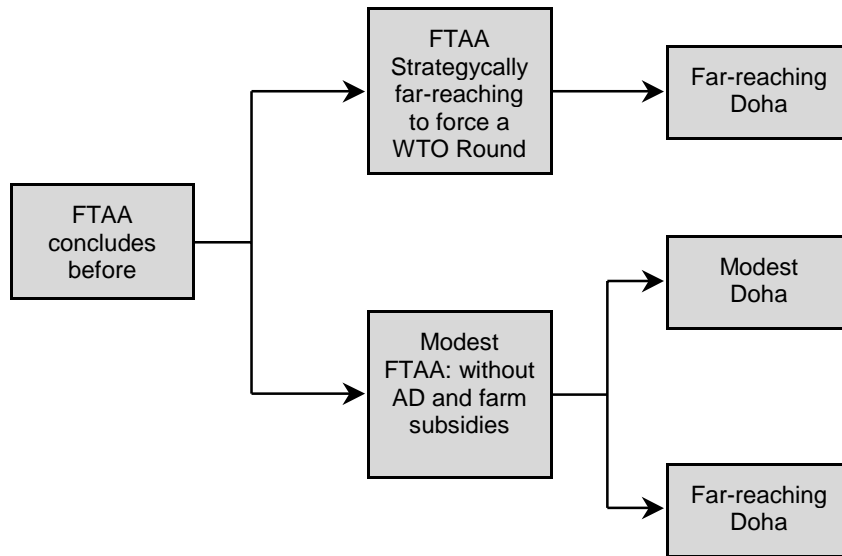 FTAA
concludes
before
FTAA
Strategycally
far-reaching
to force a
WTO Round
Far-reaching
Doha
Modest
FTAA: without
AD and farm
subsidies
Modest
Doha
Far-reaching
Doha